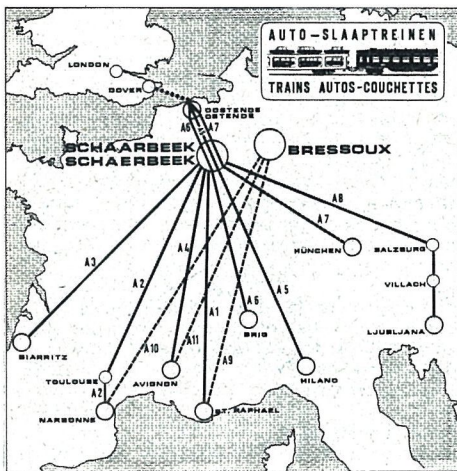 AUTO-SLAAPTREINEN
TRAINS AUTOS-COUCHETTES
LONDON
DOVER
OOSTENDE
OSTENDE
A6
A7
SCHAARBEEK
SCHAERBEEK
BRESSOUX
A8
A7
MÜNCHEN
SALZBURG
VILLACH
LJUBLJANA
A3
A2
A4
A1
A6
A5
A10
A11
A9
BRIG
BIARRITZ
TOULOUSE
AVIGNON
MILANO
A2
NARBONNE
ST. RAPHAEL